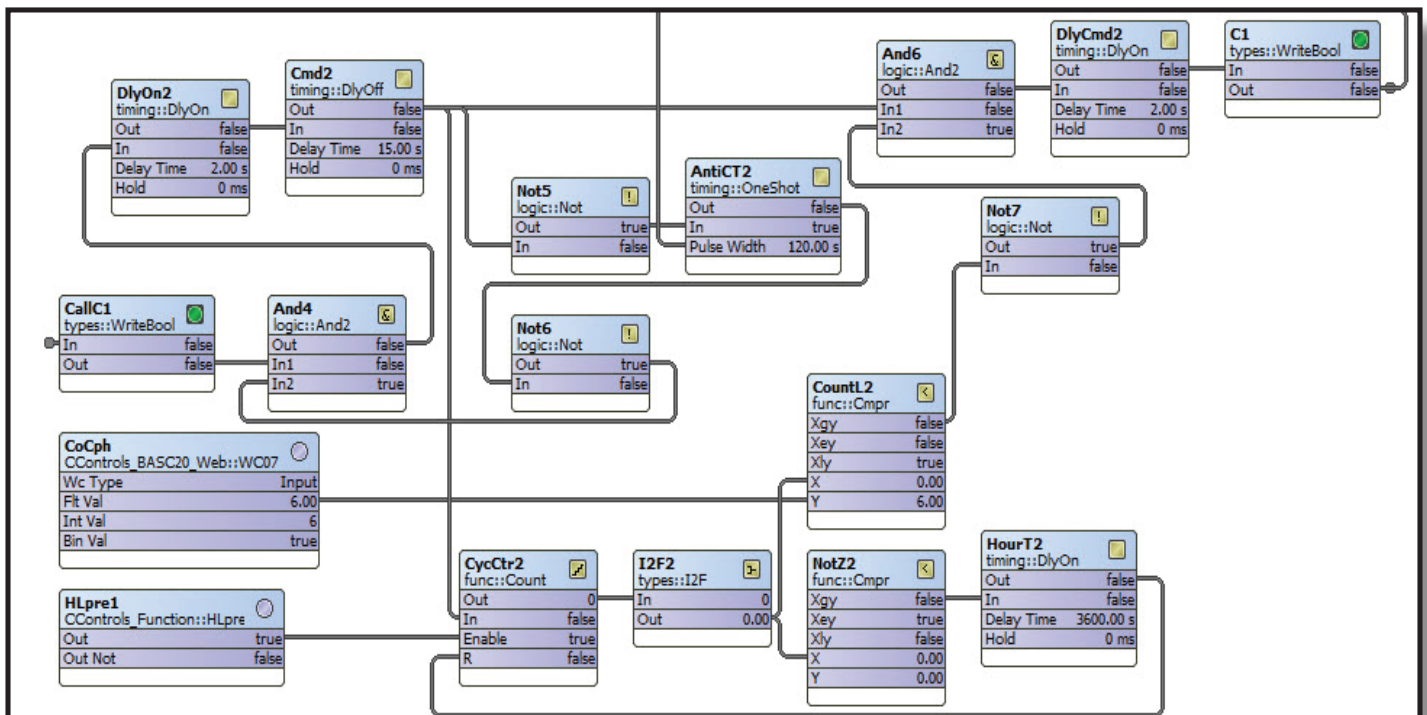 DlyOn2
timing::DlyOn
Out false
In false
Delay Time 2.00 s
Hold 0 ms
Cmd2
timing::DlyOff
Out false
In false
Delay Time 15.00 s
Hold 0 ms
And6
logic::And2
&
Out false
In1 false
In2 true
DlyCmd2
timing::DlyOn
Out false
In false
Delay Time 2.00 s
Hold 0 ms
C1
types::WriteBool
In false
Out false
Not5
logic::Not
!
Out true
In false
AntiCT2
timing::OneShot
Out false
In true
Pulse Width 120.00 s
Not7
logic::Not
!
Out true
In false
CallC1
types::WriteBool
In false
Out false
And4
logic::And2
&
Out false
In1 false
In2 true
Not6
logic::Not
!
Out true
In false
CountL2
func::Cmpr
<
Xgy false
Xey false
Xly true
X 0.00
Y 6.00
CoCph
CControls_BASC20_Web::WC07
Wc Type Input
Flt Val 6.00
Int Val 6
Bin Val true
HLpre1
CControls_Function::HLpre
Out true
Out Not false
CycCtr2
func::Count
Out 0
In false
Enable true
R false
I2F2
types::I2F
In 0
Out 0.00
NotZ2
func::Cmpr
<
Xgy false
Xey true
Xly false
X 0.00
Y 0.00
HourT2
timing::DlyOn
Out false
In false
Delay Time 3600.00 s
Hold 0 ms